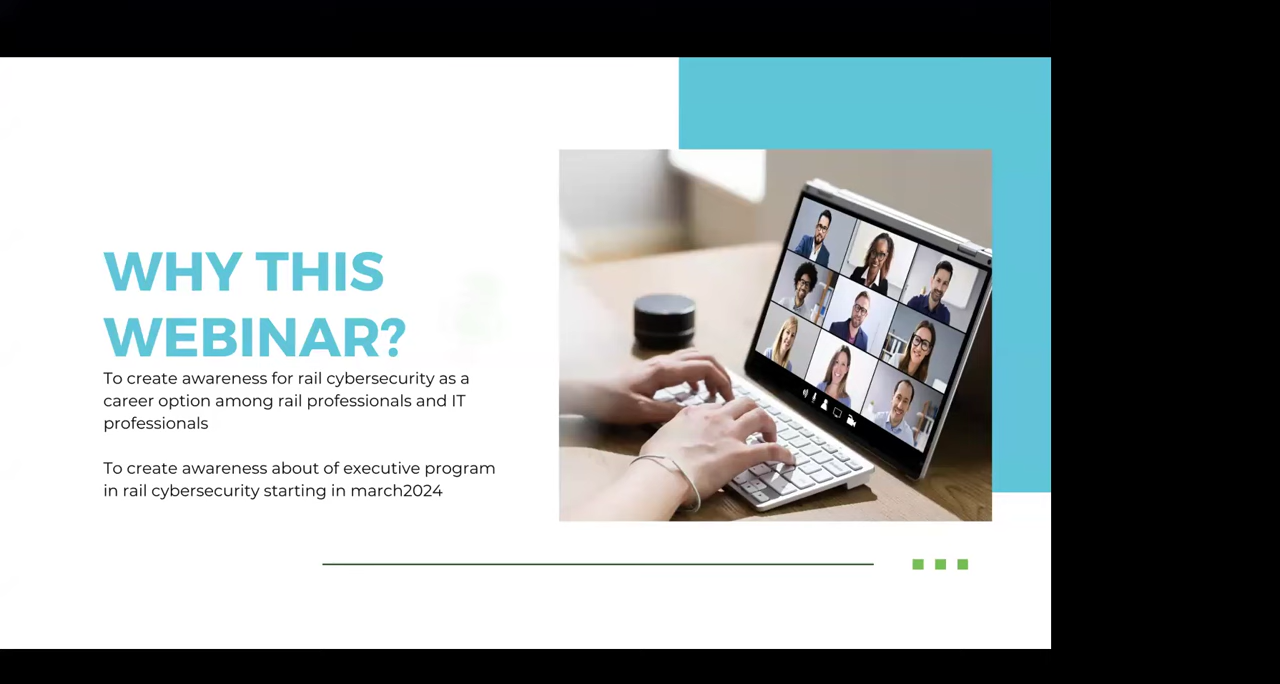 WHY THIS
WEBINAR?
To create awareness for rail cybersecurity as a
career option among rail professionals and IT
professionals
To create awareness about of executive program
in rail cybersecurity starting in march2024